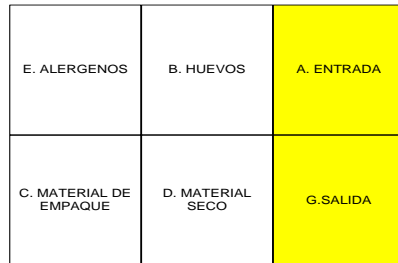 E. ALERGENOS
B. HUEVOS
A. ENTRADA
C. MATERIAL DE
EMPAQUE
D. MATERIAL
SECO
G.SALIDA